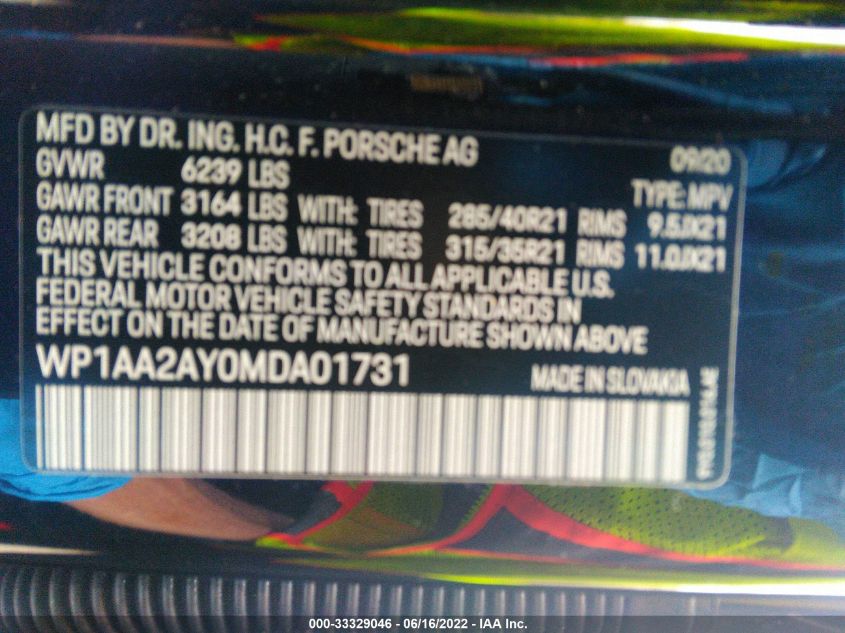 MFD BY DR. ING. H.C. F. PORSCHE AG 09/20
GVWR 6239 LBS TYPE: MPV
GAWR FRONT 3164 LBS WITH: TIRES 285/40R21 RIMS 9.5JX21
GAWR REAR 3208 LBS WITH: TIRES 315/35R21 RIMS 11.0JX21
THIS VEHICLE CONFORMS TO ALL APPLICABLE U.S.
FEDERAL MOTOR VEHICLE SAFETY STANDARDS IN
EFFECT ON THE DATE OF MANUFACTURE SHOWN ABOVE
WP1AA2AY0MDA01731 MADE IN SLOVAKIA
000-33329046 - 06/16/2022 - IAA Inc.